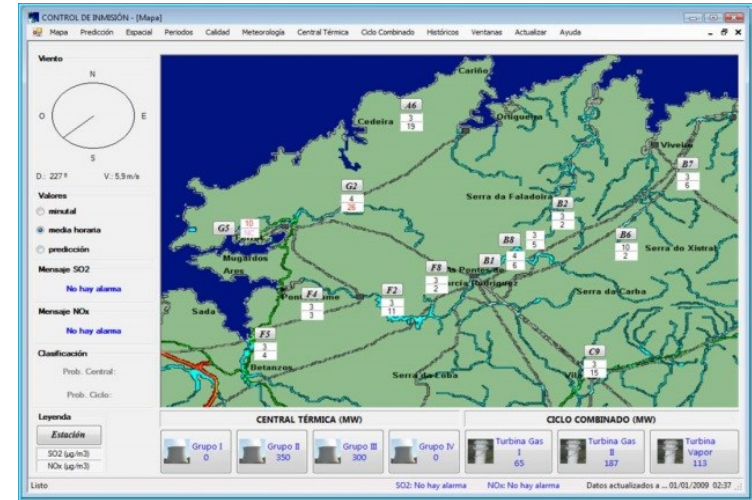 CONTROL DE INMISIÓN - [Mapa]
Mapa Predicción Espacial Periodos Calidad Meteorología Central Térmica Ciclo Combinado Históricos Ventanas Actualizar Ayuda
Viento
N
O E
S
D.: 227 º V.: 5,9 m/s
Valores
minutal
media horaria
predicción
Mensaje SO2
No hay alarma
Mensaje NOx
No hay alarma
Clasificación
Prob. Central:
Prob. Ciclo:
Leyenda
Estación
SO2 (µg/m3)
NOx (µg/m3)
Cariño
A6
3
19
Cedeira
Ortigueira
Viveiro
B7
3
6
G2
4
26
Serra da Faladoira
B2
3
2
G5
10
B8
3
5
B6
10
2
Serra do Xistral
Mugardos
Ares
B1
4
6
F8
3
2
As Pontes de
García Rodríguez
Serra da Carba
F4
3
3
F2
3
11
Sada
F5
3
4
Betanzos
Serra da Loba
C9
3
15
CENTRAL TÉRMICA (MW) CICLO COMBINADO (MW)
Grupo I
0
Grupo II
350
Grupo III
300
Grupo IV
0
Turbina Gas
I
65
Turbina Gas
II
187
Turbina
Vapor
113
Listo SO2: No hay alarma NOx: No hay alarma Datos actualizados a ... 01/01/2009 02:37